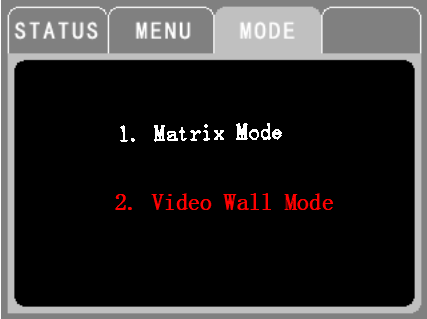 STATUS MENU MODE
1. Matrix Mode
2. Video Wall Mode